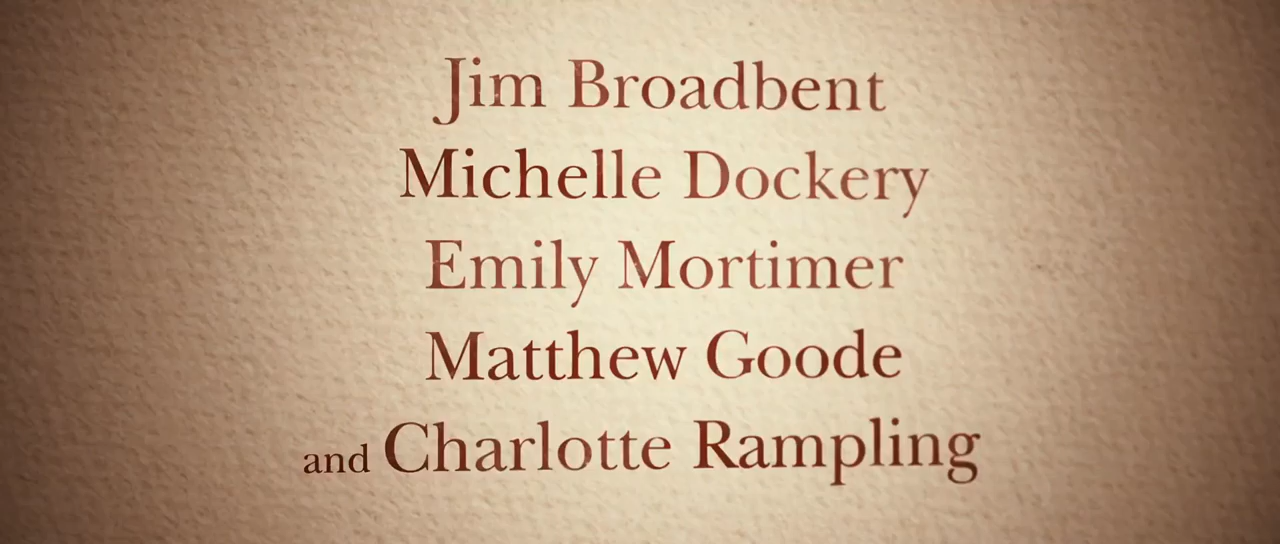 Jim Broadbent
Michelle Dockery
Emily Mortimer
Matthew Goode
and Charlotte Rampling